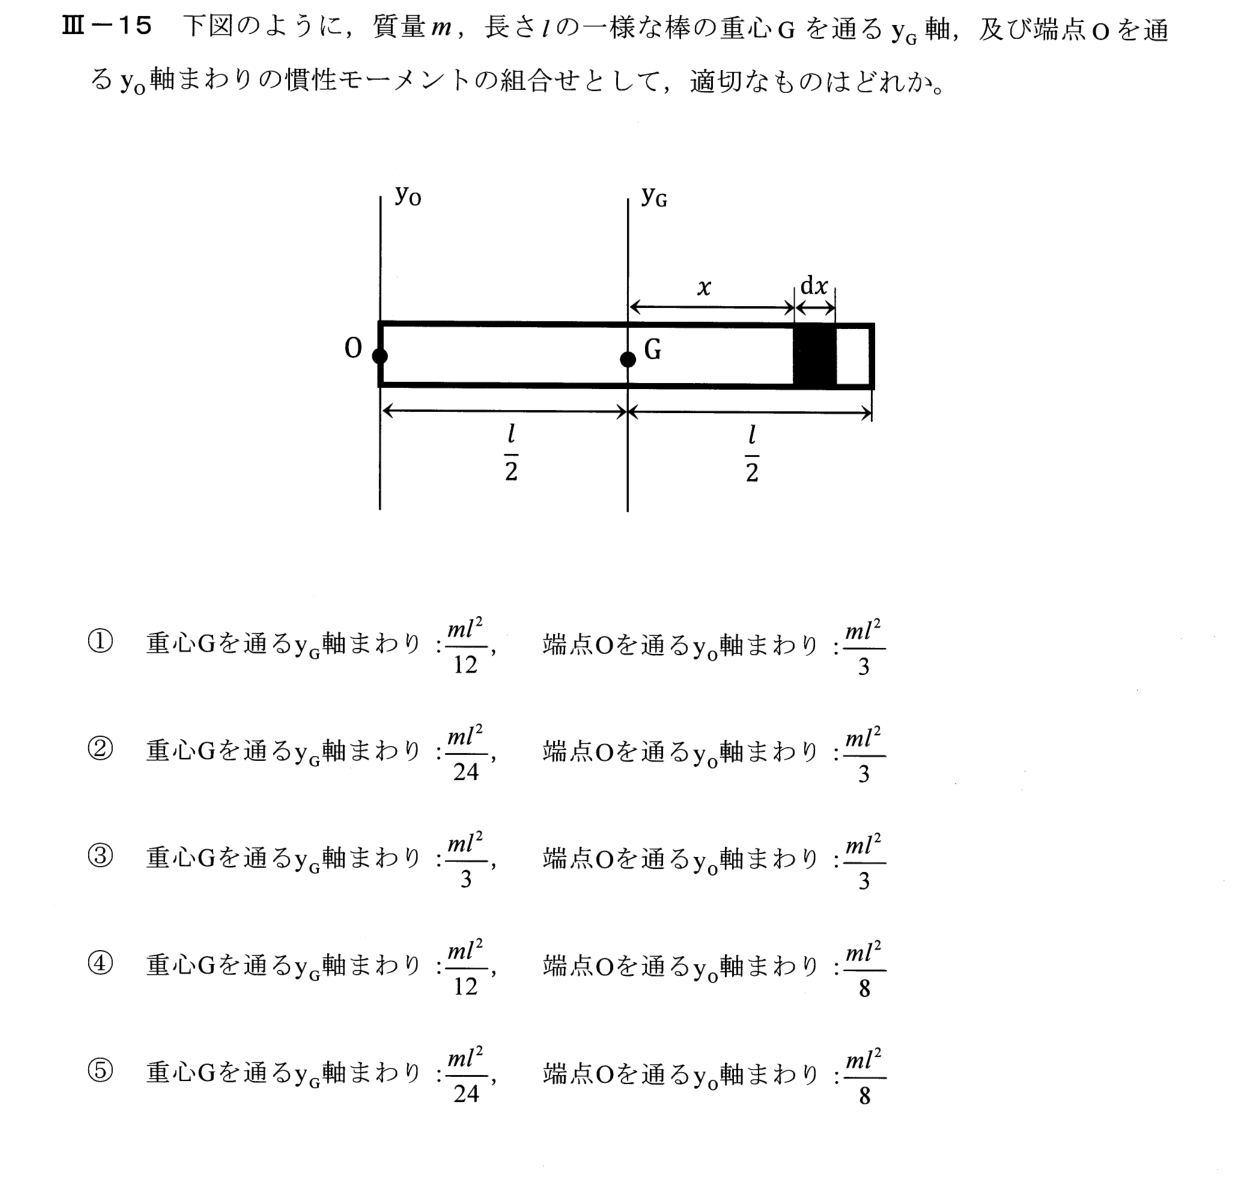 Ⅲ－15　下図のように，質量m，長さlの一様な棒の重心Gを通るyG軸，及び端点Oを通
るyO軸まわりの慣性モーメントの組合せとして，適切なものはどれか。
yO
yG
x
dx
O
G
l/2
l/2
①　重心Gを通るyG軸まわり：ml²/12，　端点Oを通るyO軸まわり：ml²/3
②　重心Gを通るyG軸まわり：ml²/24，　端点Oを通るyO軸まわり：ml²/3
③　重心Gを通るyG軸まわり：ml²/3，　端点Oを通るyO軸まわり：ml²/3
④　重心Gを通るyG軸まわり：ml²/12，　端点Oを通るyO軸まわり：ml²/8
⑤　重心Gを通るyG軸まわり：ml²/24，　端点Oを通るyO軸まわり：ml²/8